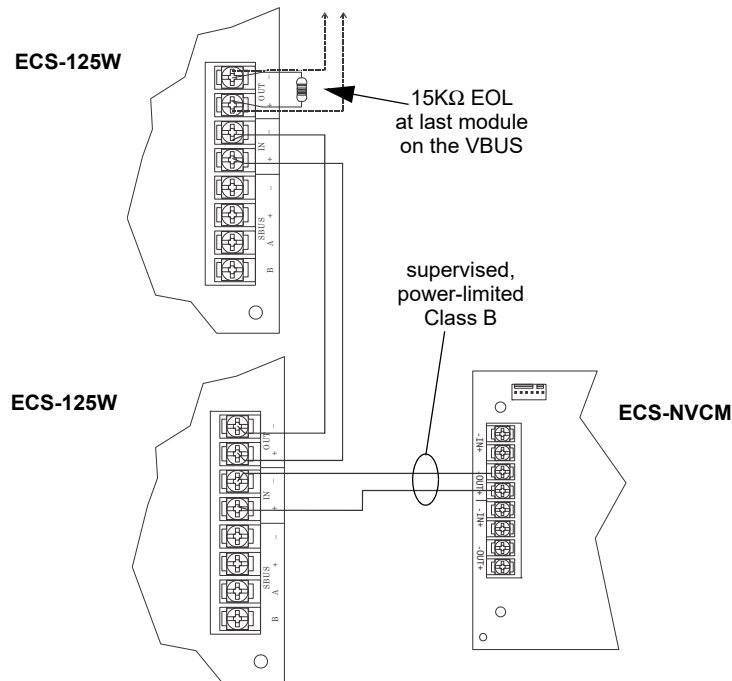 ECS-125W
-
OUT
+
-
IN
+
-
+
SBUS
A
B
15KΩ EOL
at last module
on the VBUS
supervised,
power-limited
Class B
ECS-125W
-
OUT
+
-
IN
+
-
+
SBUS
A
B
ECS-NVCM
-IN+
-OUT+
-IN+
-OUT+